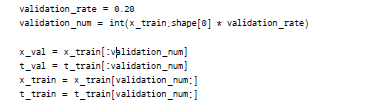 validation_rate = 0.20
validation_num = int(x_train.shape[0] * validation_rate)
x_val = x_train[:validation_num]
t_val = t_train[:validation_num]
x_train = x_train[validation_num:]
t_train = t_train[validation_num:]